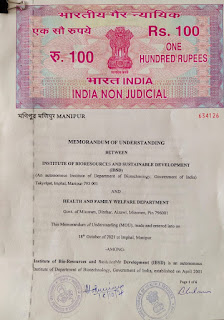 भारतीय गैर न्यायिक
एक सौ रुपये
Rs. 100
रु. 100
ONE
HUNDRED RUPEES
भारत INDIA
INDIA NON JUDICIAL
মণিপুর मणिपुर MANIPUR
634126
MEMORANDUM OF UNDERSTANDING
BETWEEN
INSTITUTE OF BIORESOURCES AND SUSTAINABLE DEVELOPMENT
(IBSD)
(An autonomous Institute of Department of Biotechnology, Government of India)
Takyelpat, Imphal, Manipur 795 001
AND
HEALTH AND FAMILY WELFARE DEPARTMENT
Govt. of Mizoram, Dinthar, Aizawl, Mizoram, Pin 796001
This Memorandum of Understanding (MOU), made and entered into on
18th October of 2023 in Imphal, Manipur
-AMONG-
Institute of Bio-Resources and Sustainable Development (IBSD) is an autonomous
Institute of Department of Biotechnology, Government of India, established on April 2001
Page 1 of 6